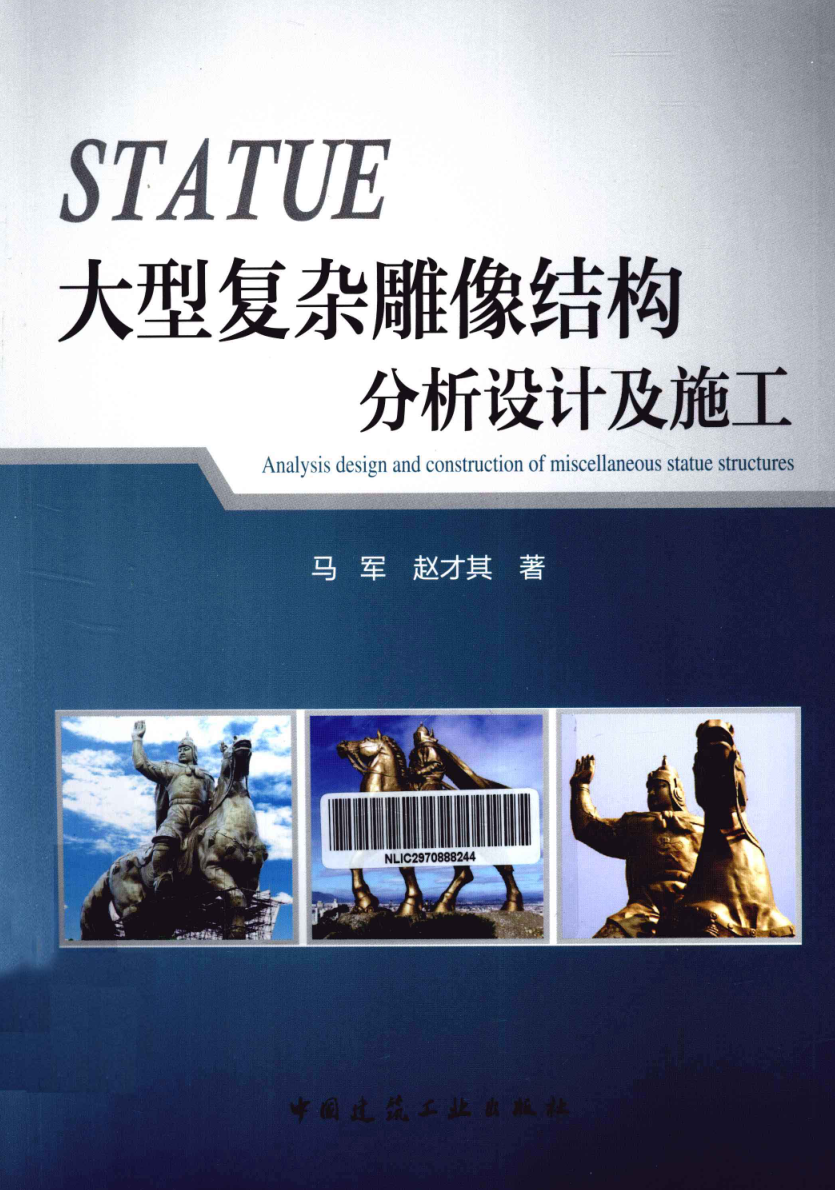 STATUE
大型复杂雕像结构
分析设计及施工
Analysis design and construction of miscellaneous statue structures
马 军 赵才其 著
NLIC2970888244
中国建筑工业出版社